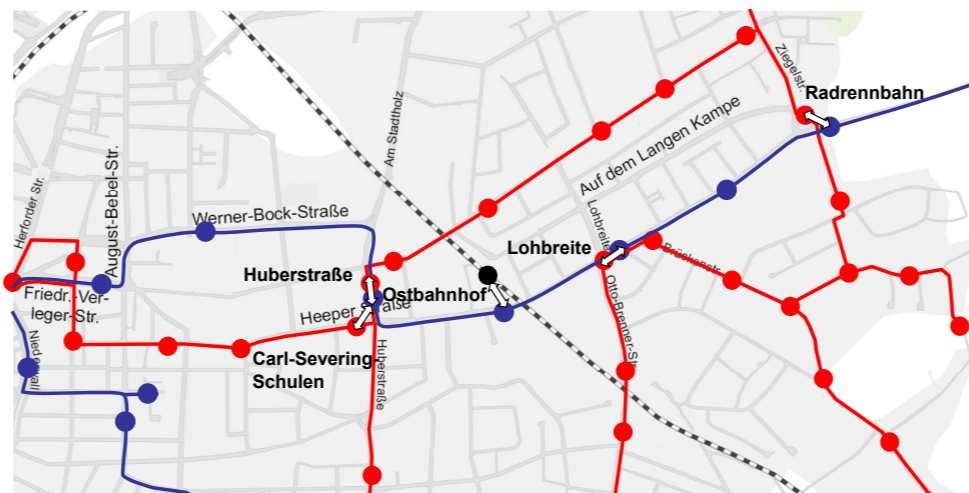 Ziegelstr.
Radrennbahn
Am Stadtholz
Auf dem Langen Kampe
Herforder Str.
August-Bebel-Str.
Werner-Bock-Straße
Lohbreite
Lohbreite
Brückenstr.
Huberstraße
Ostbahnhof
Friedr.-Ver-
leger-Str.
Heeper Straße
Otto-Brenner-Str.
Niederwall
Carl-Severing-
Schulen
Huberstraße